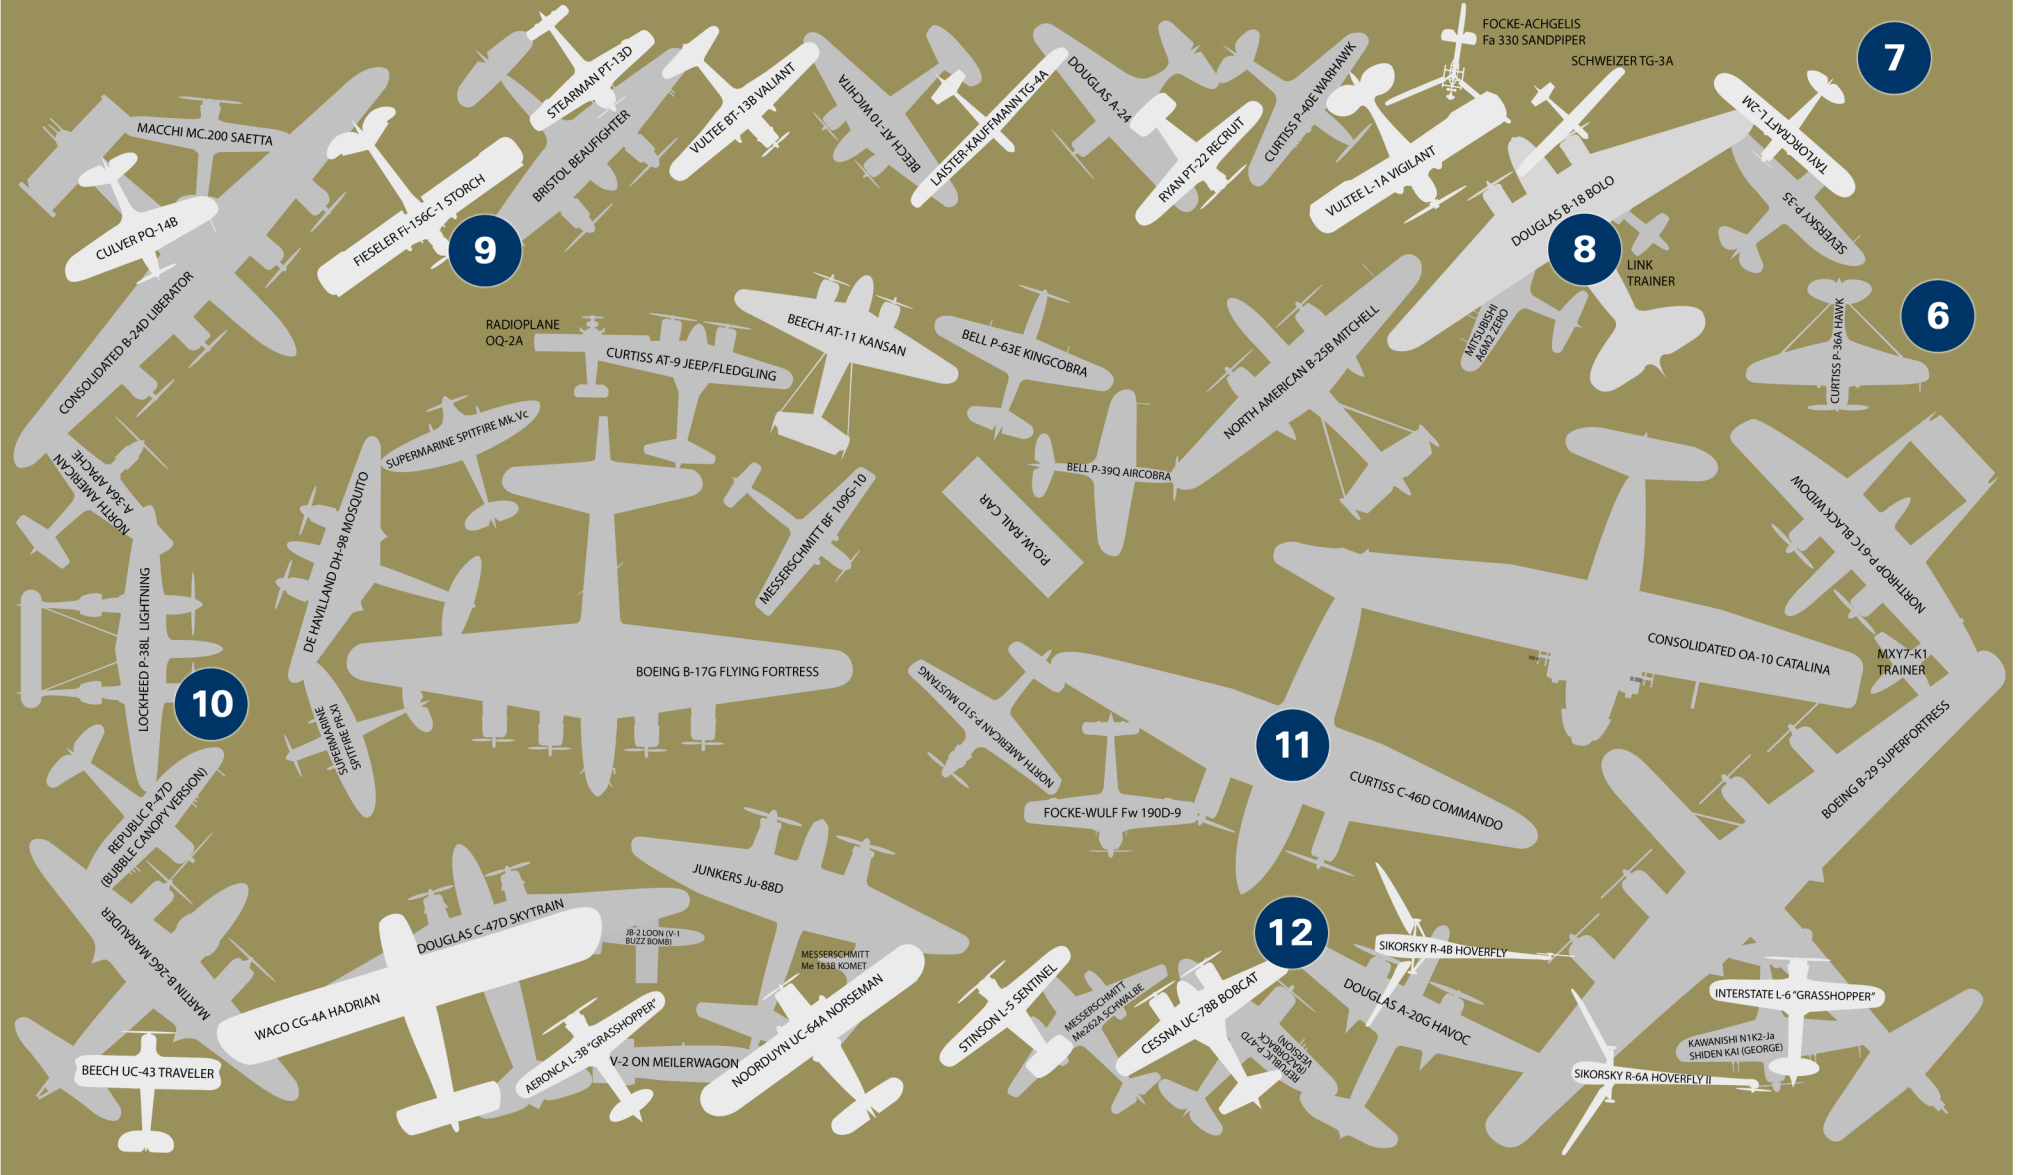 FOCKE-ACHGELIS
Fa 330 SANDPIPER
SCHWEIZER TG-3A
7
STEARMAN PT-13D
VULTEE BT-13B VALIANT
BEECH AT-10 WICHITA
LAISTER-KAUFFMANN TG-4A
DOUGLAS A-24
RYAN PT-22 RECRUIT
CURTISS P-40E WARHAWK
VULTEE L-1A VIGILANT
TAYLORCRAFT L-2M
MACCHI MC.200 SAETTA
CULVER PQ-14B
FIESELER Fi-156C-1 STORCH
BRISTOL BEAUFIGHTER
9
DOUGLAS B-18 BOLO
8
SEVERSKY P-35
LINK
TRAINER
CONSOLIDATED B-24D LIBERATOR
RADIOPLANE
OQ-2A
CURTISS AT-9 JEEP/FLEDGLING
BEECH AT-11 KANSAN
BELL P-63E KINGCOBRA
NORTH AMERICAN B-25B MITCHELL
MITSUBISHI
A6M2 ZERO
CURTISS P-36A HAWK
6
NORTH AMERICAN
A-36A APACHE
SUPERMARINE SPITFIRE Mk.Vc
DE HAVILLAND DH-98 MOSQUITO
MESSERSCHMITT BF 109G-10
P.O.W. RAIL CAR
BELL P-39Q AIRCOBRA
NORTHROP P-61C BLACK WIDOW
LOCKHEED P-38L LIGHTNING
10
BOEING B-17G FLYING FORTRESS
CONSOLIDATED OA-10 CATALINA
MXY7-K1
TRAINER
SUPERMARINE
SPITFIRE PR.XI
NORTH AMERICAN P-51D MUSTANG
11
CURTISS C-46D COMMANDO
FOCKE-WULF Fw 190D-9
BOEING B-29 SUPERFORTRESS
REPUBLIC P-47D
(BUBBLE CANOPY VERSION)
MARTIN B-26G MARAUDER
JUNKERS Ju-88D
DOUGLAS C-47D SKYTRAIN
JB-2 LOON (V-1
BUZZ BOMB)
MESSERSCHMITT
Me 163B KOMET
WACO CG-4A HADRIAN
12
SIKORSKY R-4B HOVERFLY
STINSON L-5 SENTINEL
MESSERSCHMITT
Me262A SCHWALBE
CESSNA UC-78B BOBCAT
DOUGLAS A-20G HAVOC
REPUBLIC P-47D
(RAZORBACK
VERSION)
INTERSTATE L-6 "GRASSHOPPER"
KAWANISHI N1K2-Ja
SHIDEN KAI (GEORGE)
SIKORSKY R-6A HOVERFLY II
BEECH UC-43 TRAVELER
AERONCA L-3B "GRASSHOPPER"
V-2 ON MEILERWAGON
NOORDUYN UC-64A NORSEMAN